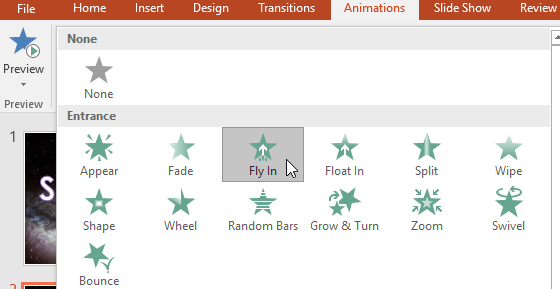 File Home Insert Design Transitions Animations Slide Show Review
Preview
Preview
None
None
Entrance
Appear Fade Fly In Float In Split Wipe
Shape Wheel Random Bars Grow & Turn Zoom Swivel
Bounce
1
S
2